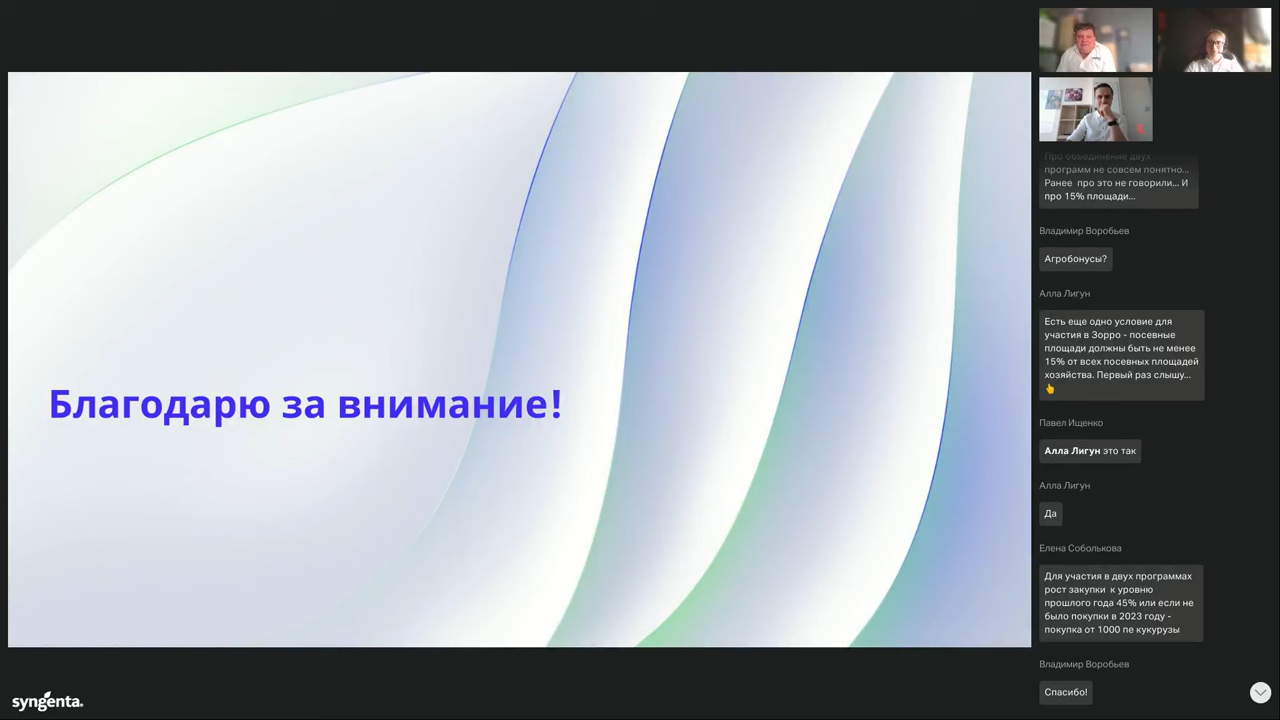 Благодарю за внимание!
syngenta.
Про объединение двух
программ не совсем понятно...
Ранее про это не говорили... И
про 15% площади...
Владимир Воробьев
Агробонусы?
Алла Лигун
Есть еще одно условие для
участия в Зорро - посевные
площади должны быть не менее
15% от всех посевных площадей
хозяйства. Первый раз слышу...
👆
Павел Ищенко
Алла Лигун это так
Алла Лигун
Да
Елена Соболькова
Для участия в двух программах
рост закупки к уровню
прошлого года 45% или если не
было покупки в 2023 году -
покупка от 1000 пе кукурузы
Владимир Воробьев
Спасибо!